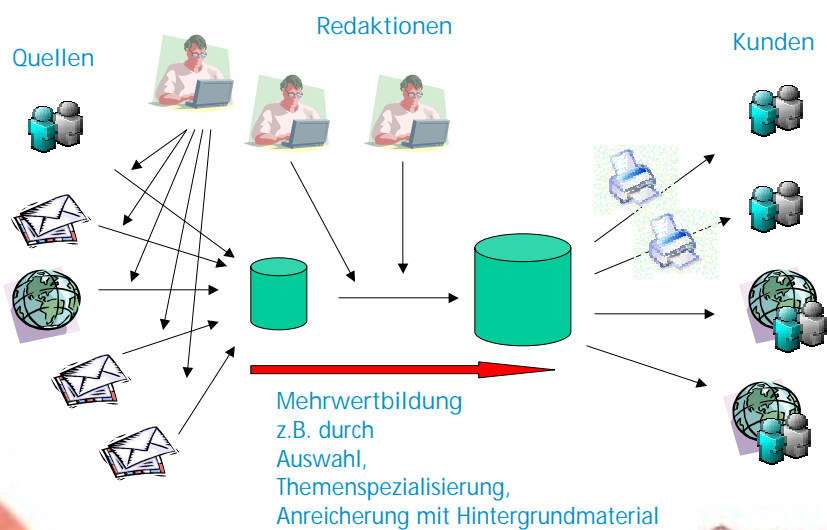 Redaktionen
Quellen
Kunden
Mehrwertbildung
z.B. durch
Auswahl,
Themenspezialisierung,
Anreicherung mit Hintergrundmaterial